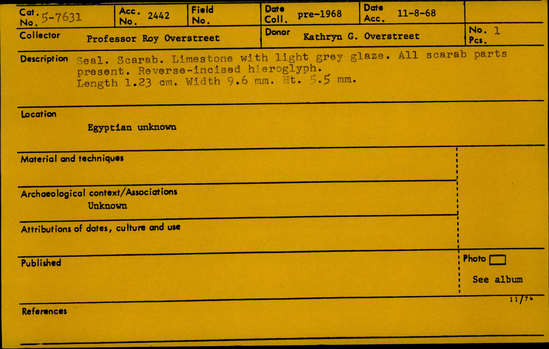 Cat. No. 5-7631 Acc. No. 2442 Field No. Date Coll. pre-1968 Date Acc. 11-8-68
Collector Professor Roy Overstreet Donor Kathryn G. Overstreet No. 1 Pcs.
Description Seal. Scarab. Limestone with light grey glaze. All scarab parts
present. Reverse-incised hieroglyph.
Length 1.23 cm. Width 9.6 mm. Ht. 5.5 mm.
Location
Egyptian unknown
Material and techniques
Archaeological context/Associations
Unknown
Attributions of dates, culture and use
Published Photo
See album
11/76
References